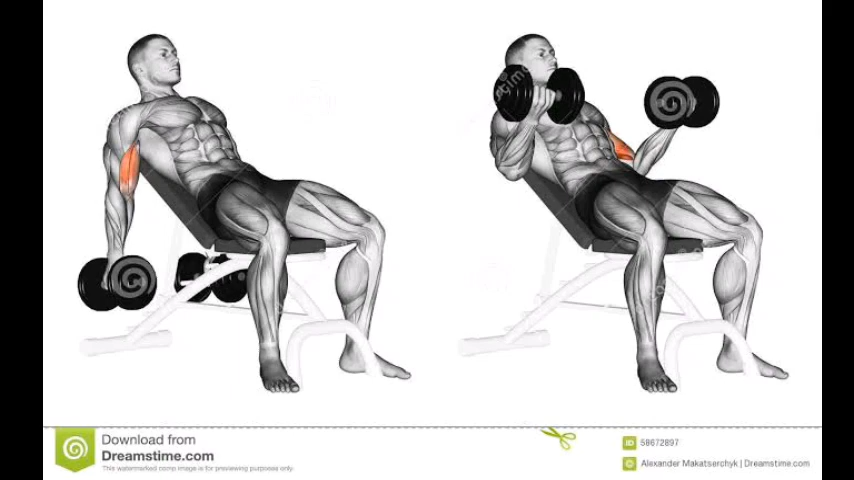 Download from
Dreamstime.com
This watermarked comp image is for previewing purposes only.
ID 58672897
Alexander Makatserchyk | Dreamstime.com